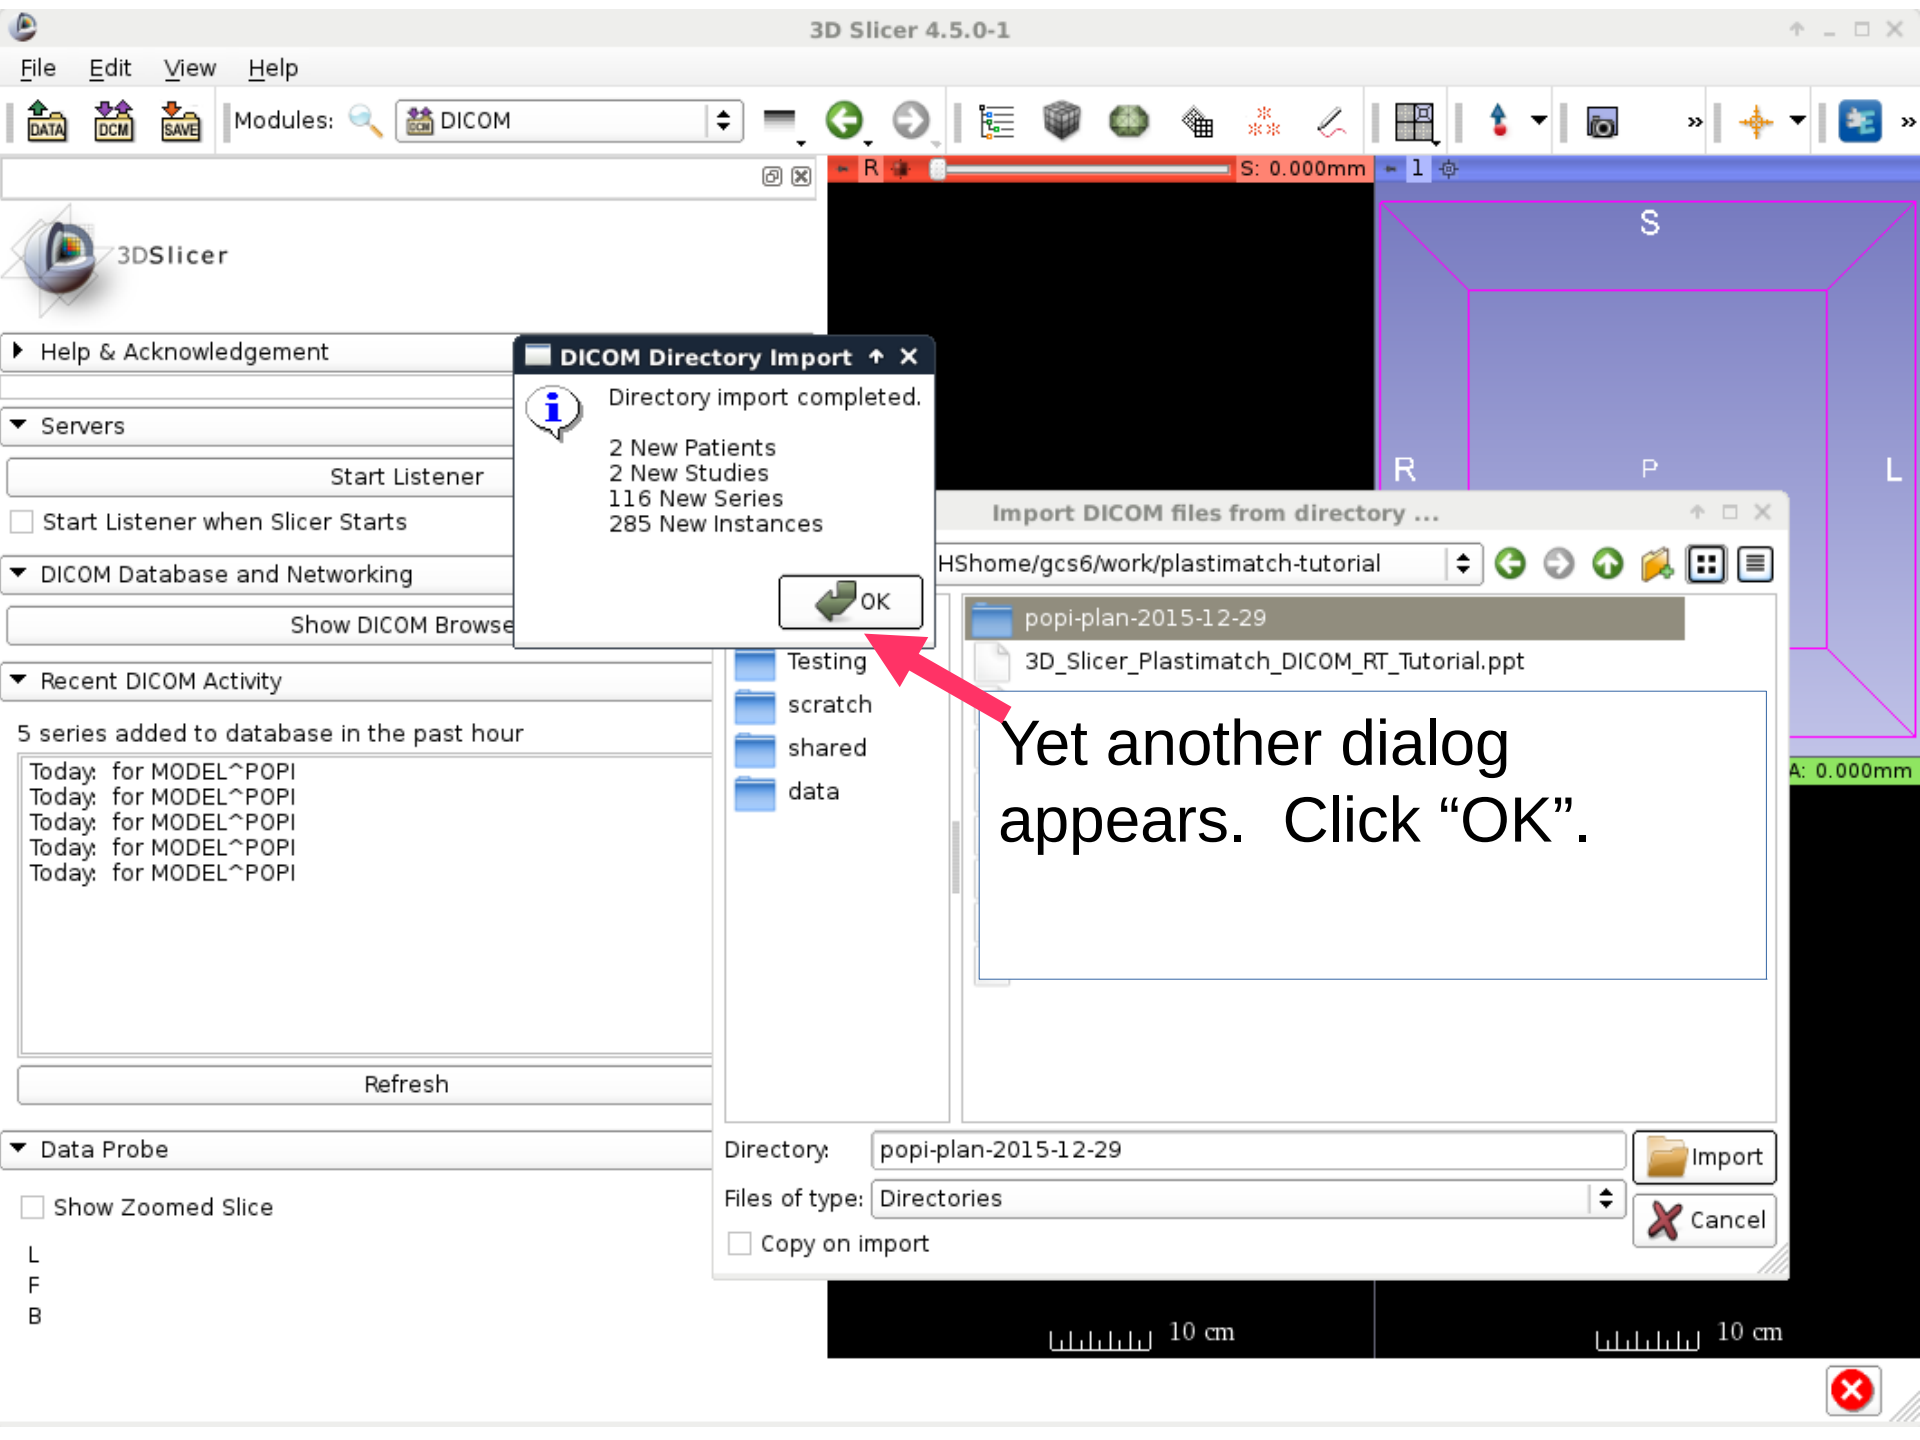 3D Slicer 4.5.0-1
File Edit View Help
DATA DCM SAVE Modules: DCM DICOM »  »
R S: 0.000mm 1
3DSlicer
S
R P L
Help & Acknowledgement
Servers
Start Listener
Start Listener when Slicer Starts
DICOM Database and Networking
Show DICOM Browse
Recent DICOM Activity
5 series added to database in the past hour
Today: for MODEL^POPI
Today: for MODEL^POPI
Today: for MODEL^POPI
Today: for MODEL^POPI
Today: for MODEL^POPI
Refresh
Data Probe
Show Zoomed Slice
L
F
B
DICOM Directory Import
Directory import completed.
2 New Patients
2 New Studies
116 New Series
285 New Instances
OK
Import DICOM files from directory ...
HShome/gcs6/work/plastimatch-tutorial
Testing
scratch
shared
data
popi-plan-2015-12-29
3D_Slicer_Plastimatch_DICOM_RT_Tutorial.ppt
Yet another dialog
appears. Click “OK”.
A: 0.000mm
Directory: popi-plan-2015-12-29 Import
Files of type: Directories Cancel
Copy on import
10 cm 10 cm